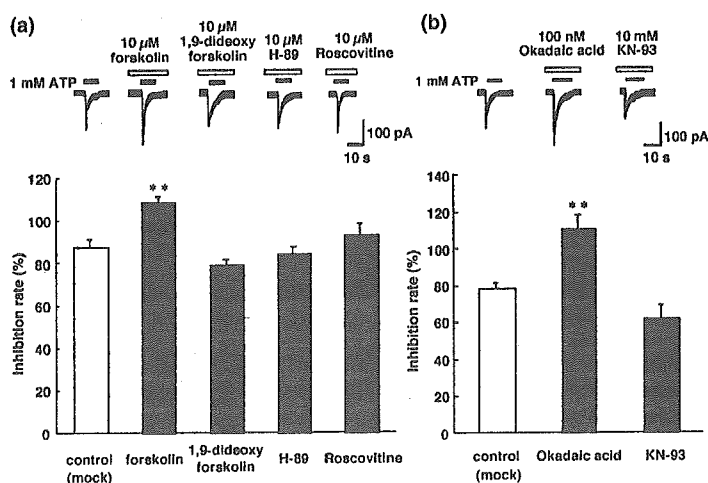 (a)
10 µM
forskolin
10 µM
1,9-dideoxy
forskolin
10 µM
H-89
10 µM
Roscovitine
1 mM ATP
100 pA
10 s
Inhibition rate (%)
120
100
80
60
40
20
0
**
control
(mock)
forskolin
1,9-dideoxy
forskolin
H-89
Roscovitine
(b)
100 nM
Okadaic acid
10 mM
KN-93
1 mM ATP
100 pA
10 s
Inhibition rate (%)
140
120
100
80
60
40
20
0
**
control
(mock)
Okadaic acid
KN-93